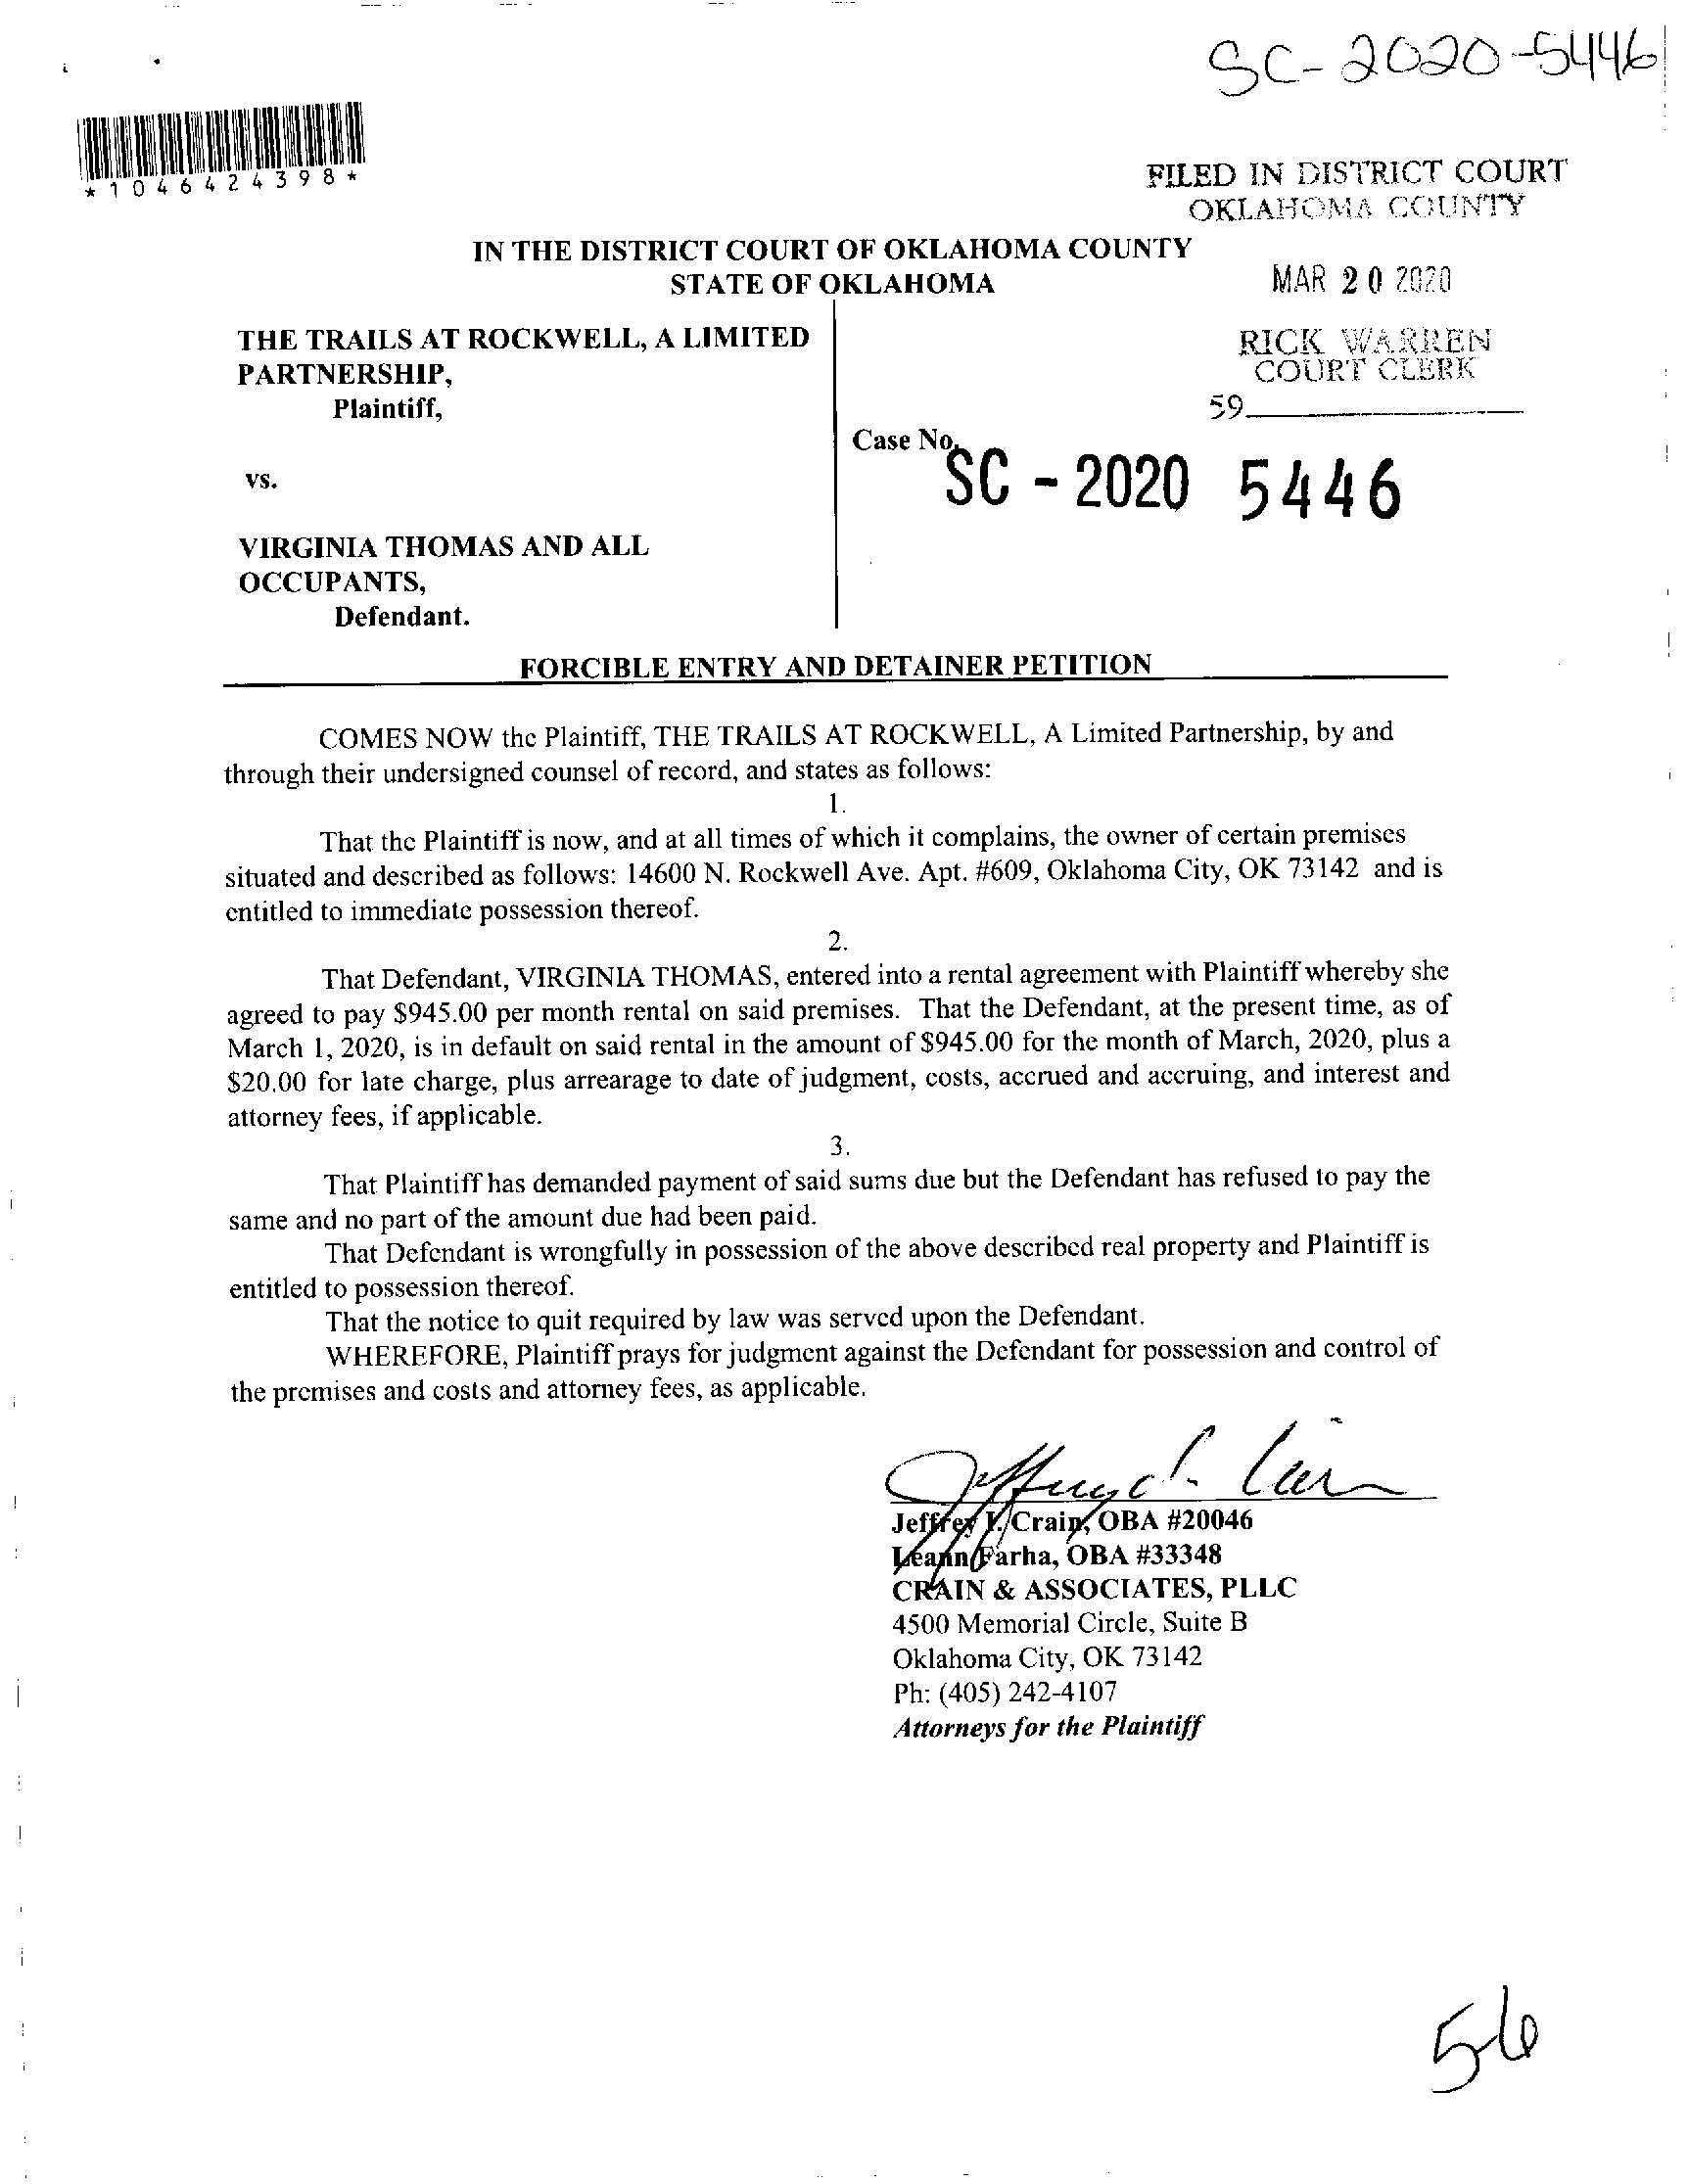 SC-2020-5446
*1046424398*
FILED IN DISTRICT COURT
OKLAHOMA COUNTY
IN THE DISTRICT COURT OF OKLAHOMA COUNTY
STATE OF OKLAHOMA
MAR 20 2020
THE TRAILS AT ROCKWELL, A LIMITED
PARTNERSHIP,
Plaintiff,
RICK WARREN
COURT CLERK
59
Case No.
SC - 2020 5446
vs.
VIRGINIA THOMAS AND ALL
OCCUPANTS,
Defendant.
FORCIBLE ENTRY AND DETAINER PETITION
COMES NOW the Plaintiff, THE TRAILS AT ROCKWELL, A Limited Partnership, by and
through their undersigned counsel of record, and states as follows:
1.
That the Plaintiff is now, and at all times of which it complains, the owner of certain premises
situated and described as follows: 14600 N. Rockwell Ave. Apt. #609, Oklahoma City, OK 73142 and is
entitled to immediate possession thereof.
2.
That Defendant, VIRGINIA THOMAS, entered into a rental agreement with Plaintiff whereby she
agreed to pay $945.00 per month rental on said premises. That the Defendant, at the present time, as of
March 1, 2020, is in default on said rental in the amount of $945.00 for the month of March, 2020, plus a
$20.00 for late charge, plus arrearage to date of judgment, costs, accrued and accruing, and interest and
attorney fees, if applicable.
3.
That Plaintiff has demanded payment of said sums due but the Defendant has refused to pay the
same and no part of the amount due had been paid.
That Defendant is wrongfully in possession of the above described real property and Plaintiff is
entitled to possession thereof.
That the notice to quit required by law was served upon the Defendant.
WHEREFORE, Plaintiff prays for judgment against the Defendant for possession and control of
the premises and costs and attorney fees, as applicable.
Jeffrey Crain, OBA #20046
Leann Farha, OBA #33348
CRAIN & ASSOCIATES, PLLC
4500 Memorial Circle, Suite B
Oklahoma City, OK 73142
Ph: (405) 242-4107
Attorneys for the Plaintiff
56